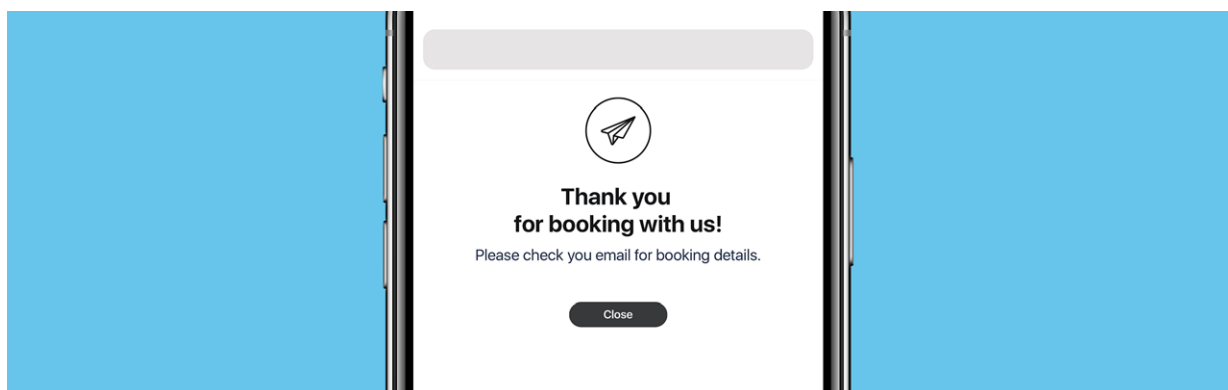 Thank you
for booking with us!
Please check you email for booking details.
Close